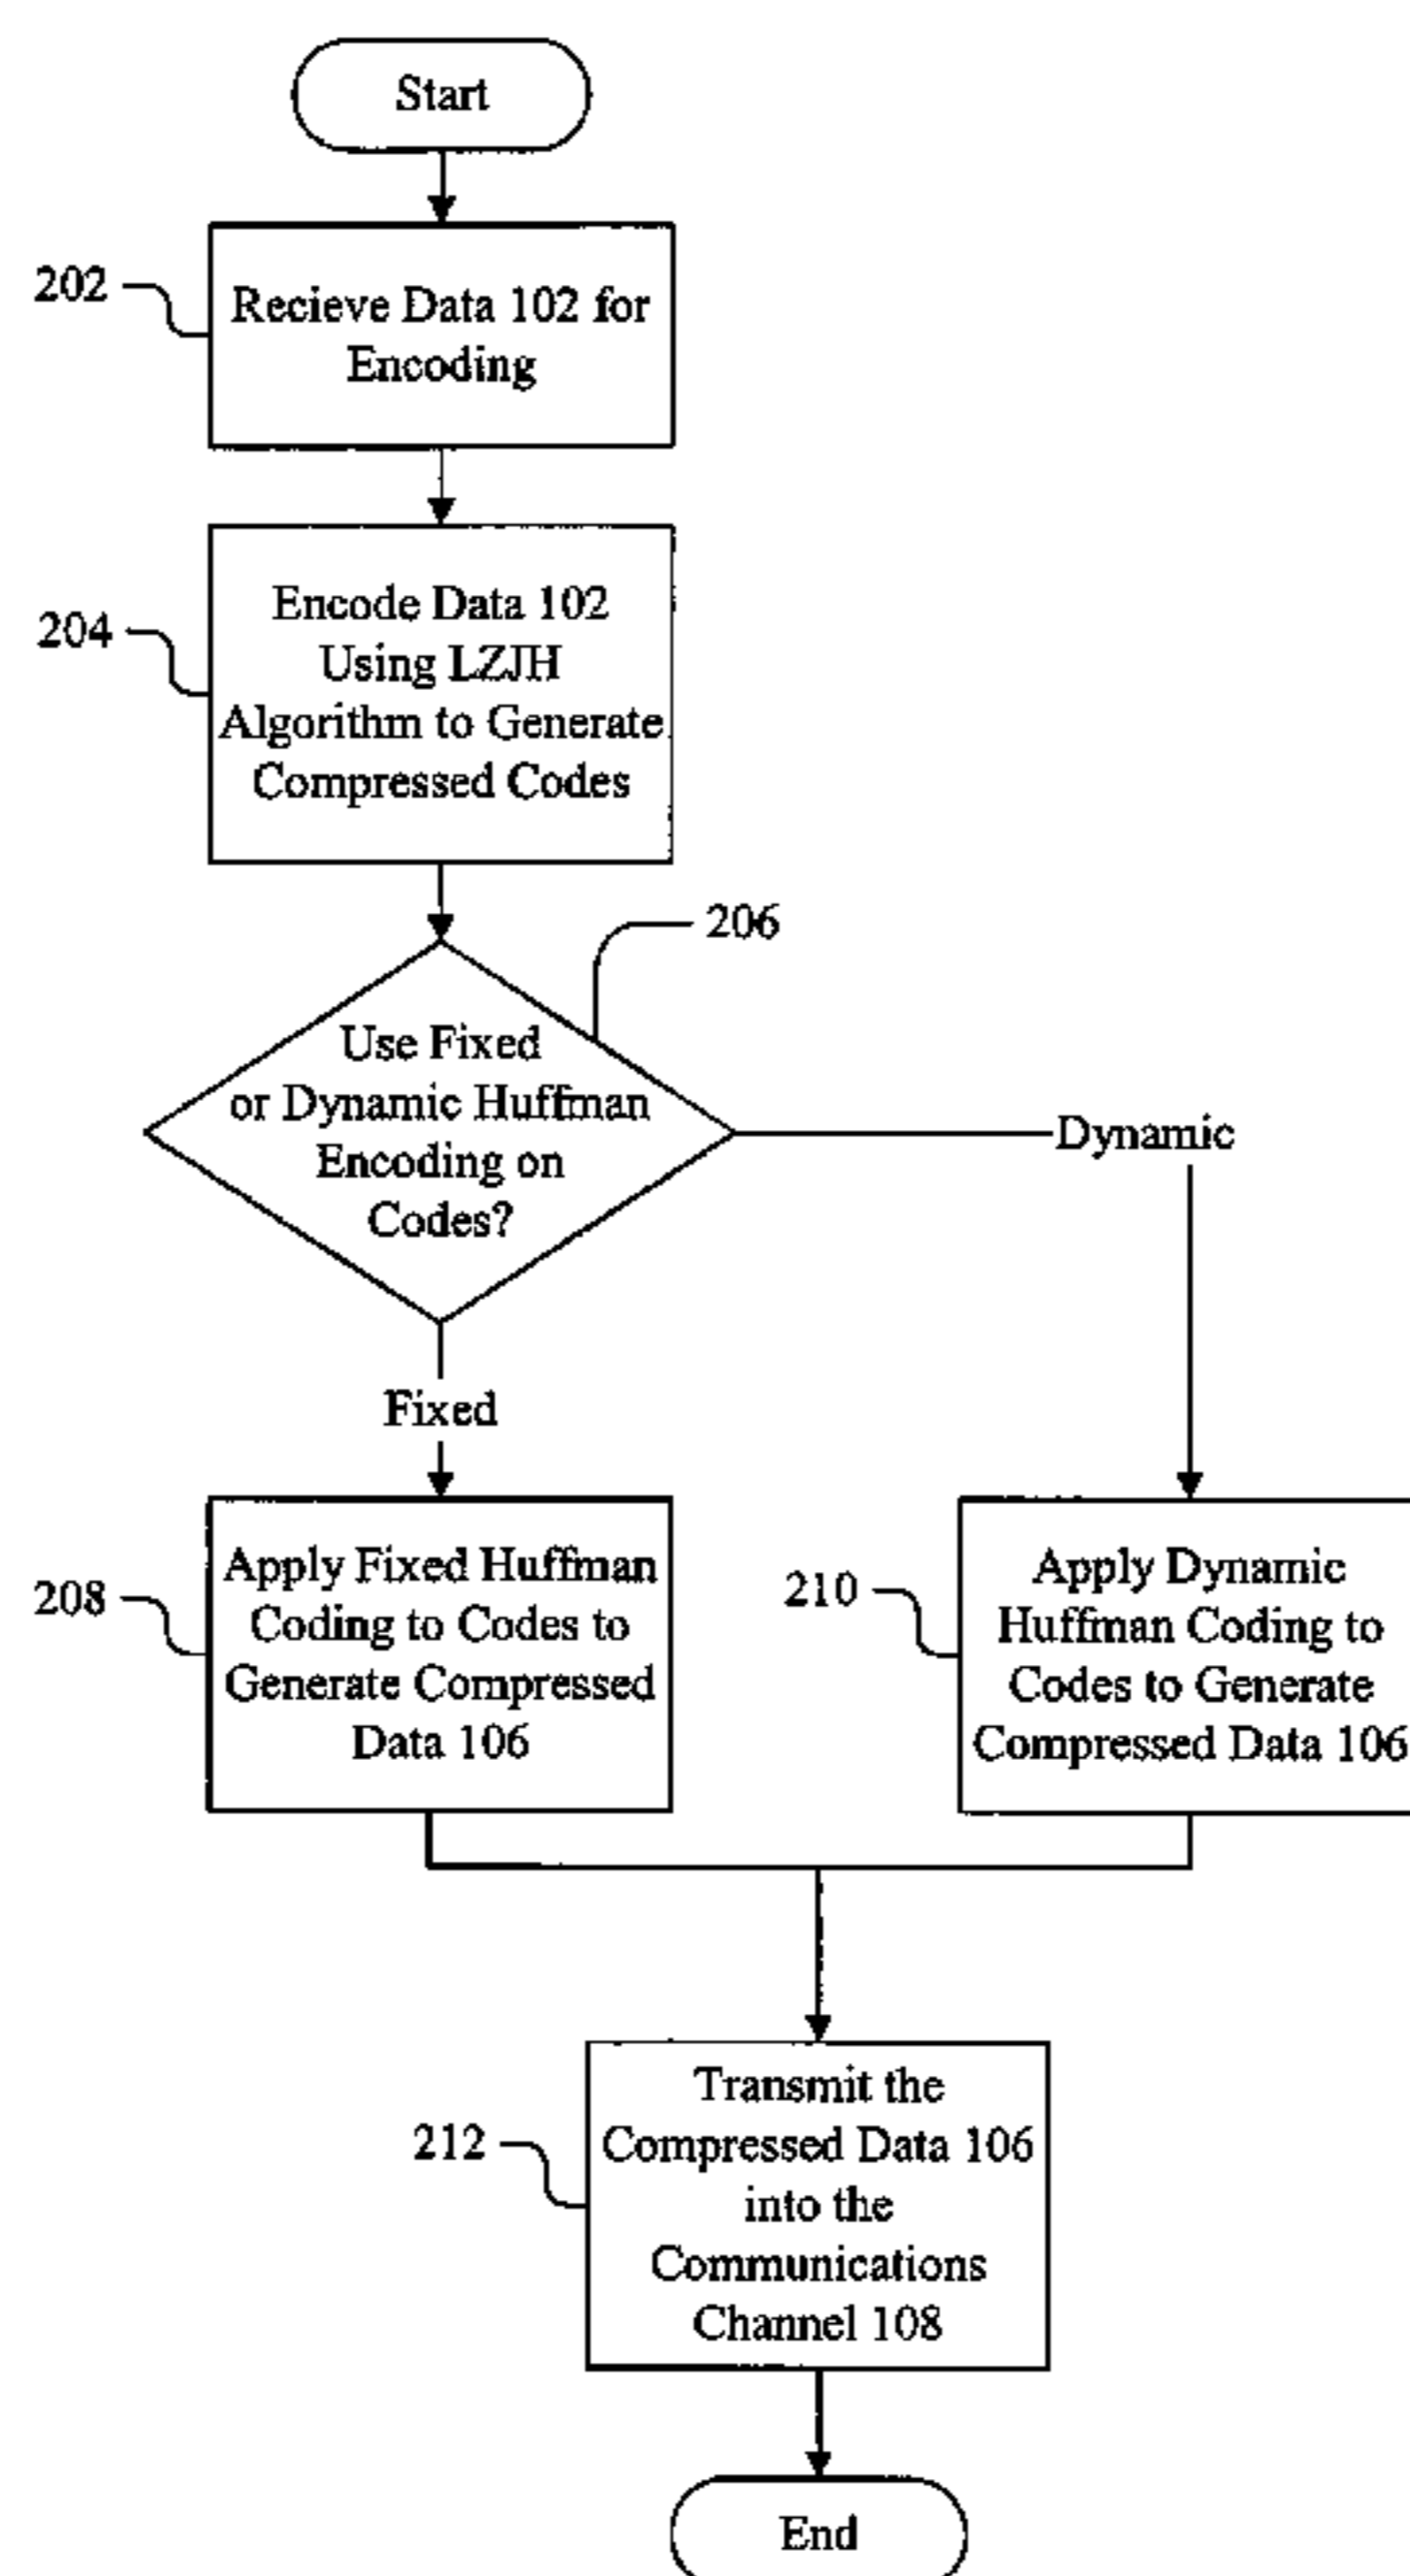 Start
202
Recieve Data 102 for
Encoding
204
Encode Data 102
Using LZJH
Algorithm to Generate
Compressed Codes
206
Use Fixed
or Dynamic Huffman
Encoding on
Codes?
Dynamic
Fixed
208
Apply Fixed Huffman
Coding to Codes to
Generate Compressed
Data 106
210
Apply Dynamic
Huffman Coding to
Codes to Generate
Compressed Data 106
212
Transmit the
Compressed Data 106
into the
Communications
Channel 108
End